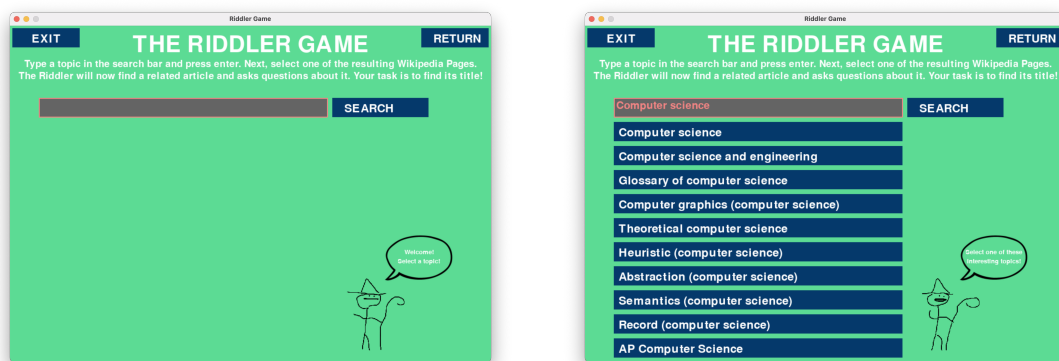 Riddler Game
EXIT
THE RIDDLER GAME
RETURN
Type a topic in the search bar and press enter. Next, select one of the resulting Wikipedia Pages.
The Riddler will now find a related article and asks questions about it. Your task is to find its title!
SEARCH
Welcome!
Select a topic!
Riddler Game
EXIT
THE RIDDLER GAME
RETURN
Type a topic in the search bar and press enter. Next, select one of the resulting Wikipedia Pages.
The Riddler will now find a related article and asks questions about it. Your task is to find its title!
Computer science
SEARCH
Computer science
Computer science and engineering
Glossary of computer science
Computer graphics (computer science)
Theoretical computer science
Heuristic (computer science)
Abstraction (computer science)
Semantics (computer science)
Record (computer science)
AP Computer Science
Select one of these
interesting topics!